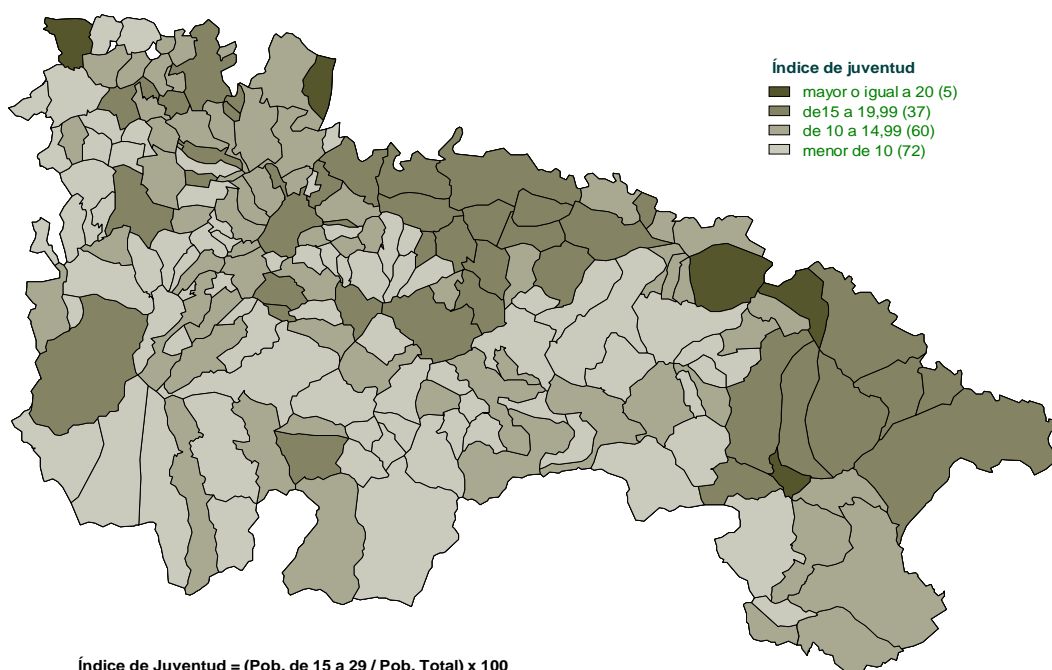 Índice de juventud
mayor o igual a 20 (5)
de15 a 19,99 (37)
de 10 a 14,99 (60)
menor de 10 (72)
Índice de Juventud = (Pob. de 15 a 29 / Pob. Total) x 100